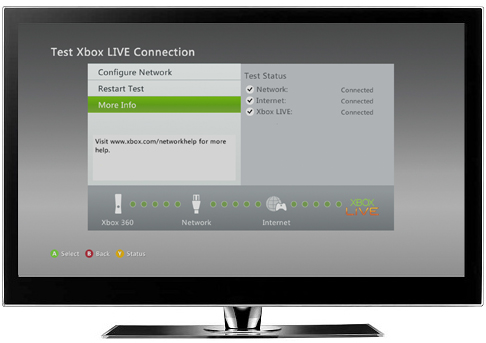 Test Xbox LIVE Connection
Configure Network
Restart Test
More Info
Visit www.xbox.com/networkhelp for more
help.
Test Status
Network: Connected
Internet: Connected
Xbox LIVE: Connected
Xbox 360
Network
Internet
XBOX
LIVE
A Select B Back Y Status